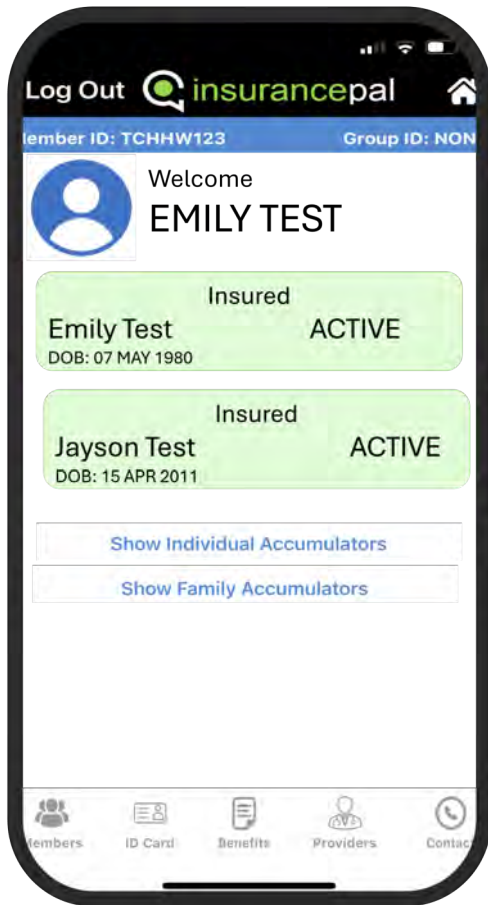 Log Out insurancepal
ember ID: TCHHW123 Group ID: NON
Welcome
EMILY TEST
Insured
Emily Test ACTIVE
DOB: 07 MAY 1980
Insured
Jayson Test ACTIVE
DOB: 15 APR 2011
Show Individual Accumulators
Show Family Accumulators
Members ID Card Benefits Providers Contac